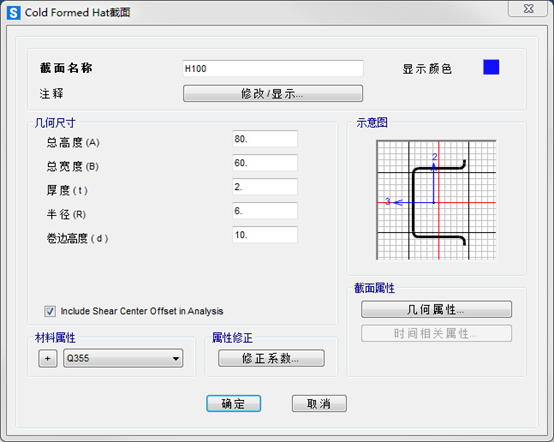 S Cold Formed Hat截面
截面名称 H100 显示颜色
注释 修改/显示...
几何尺寸 示意图
总高度(A) 80.
总宽度(B) 60.
厚度(t) 2.
半径(R) 6.
卷边高度(d) 10.
2
3
Include Shear Center Offset in Analysis
截面属性
几何属性...
时间相关属性...
材料属性 属性修正
+ Q355 修正系数...
确定 取消